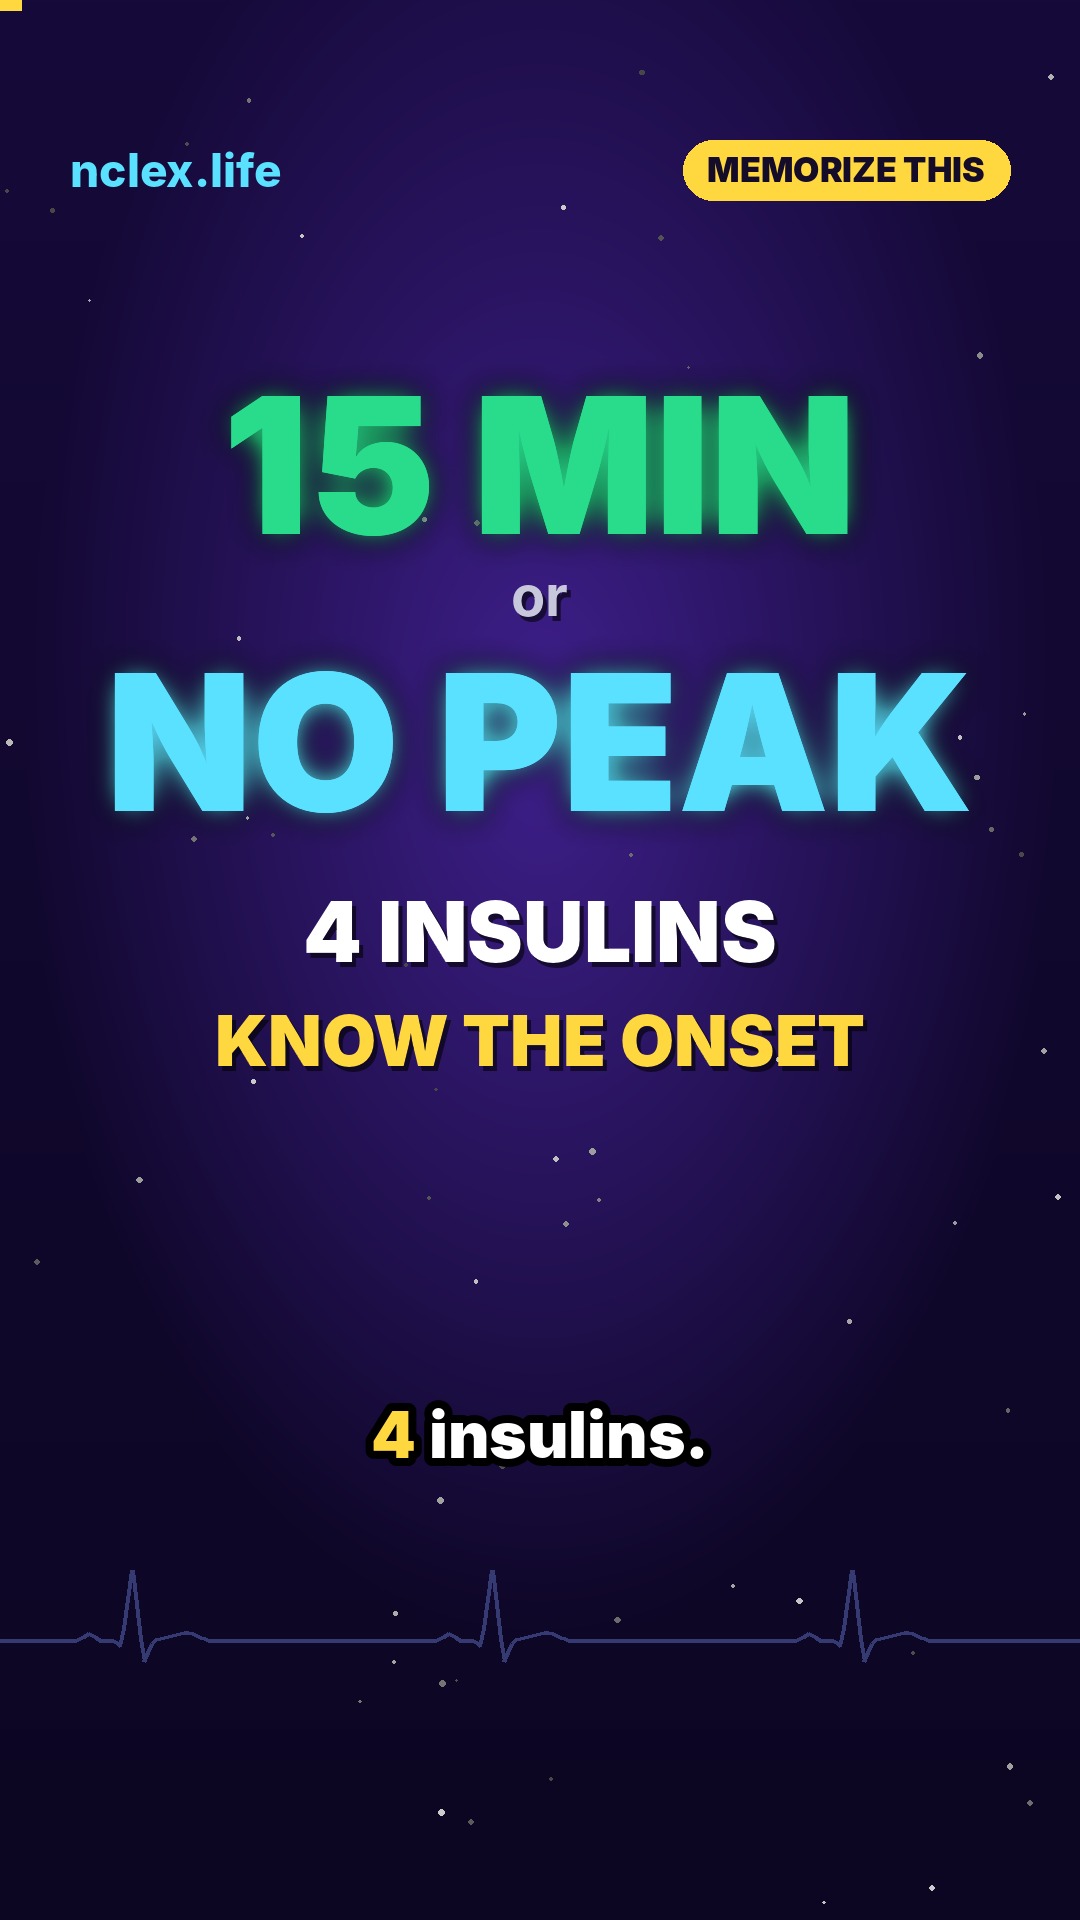 nclex.life
MEMORIZE THIS
15 MIN
or
NO PEAK
4 INSULINS
KNOW THE ONSET
4 insulins.